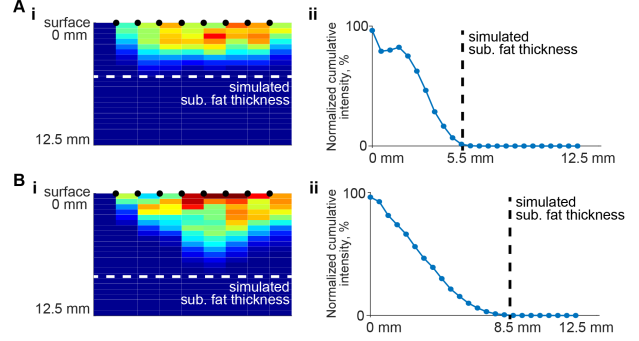 A
i
surface
0 mm
simulated
sub. fat thickness
12.5 mm
ii
Normalized cumulative
intensity, %
100
0
simulated
sub. fat thickness
0 mm
5.5 mm
12.5 mm
B
i
surface
0 mm
simulated
sub. fat thickness
12.5 mm
ii
Normalized cumulative
intensity, %
100
0
simulated
sub. fat thickness
0 mm
8.5 mm
12.5 mm